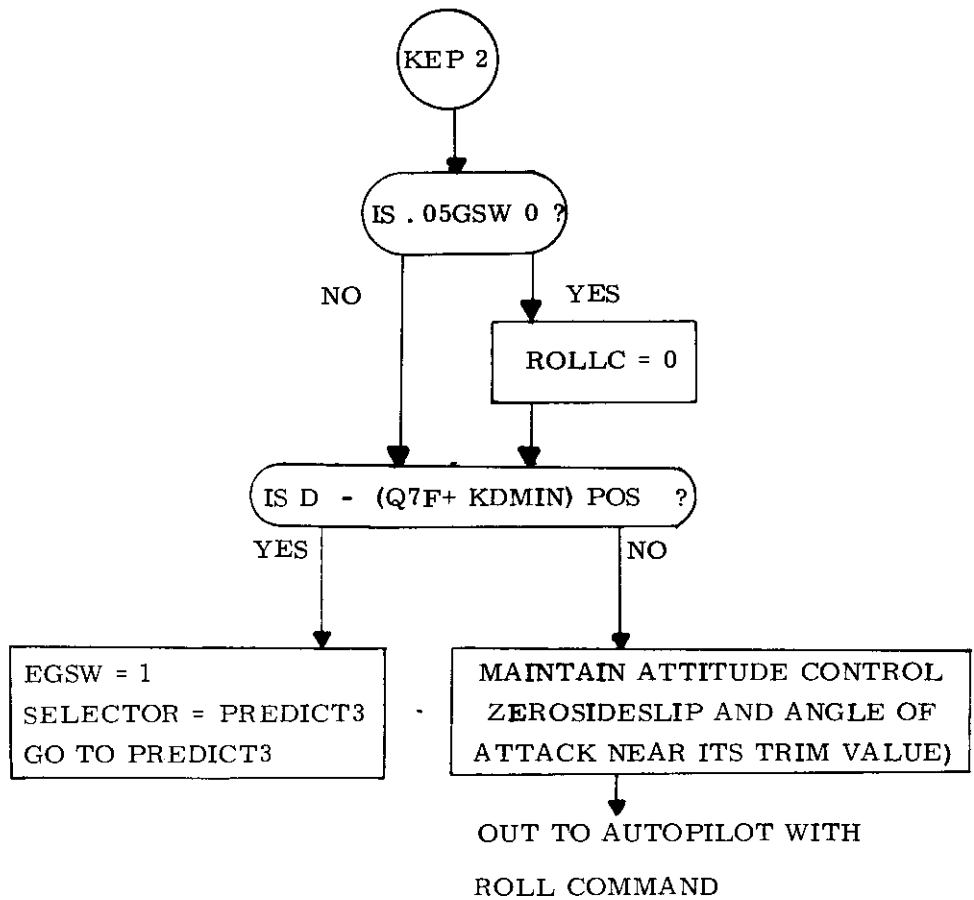 KEP 2
IS .05GSW 0 ?
NO
YES
ROLLC = 0
IS D - (Q7F+ KDMIN) POS ?
YES
NO
EGSW = 1
SELECTOR = PREDICT3
GO TO PREDICT3
MAINTAIN ATTITUDE CONTROL
ZEROSIDESLIP AND ANGLE OF
ATTACK NEAR ITS TRIM VALUE)
OUT TO AUTOPILOT WITH
ROLL COMMAND